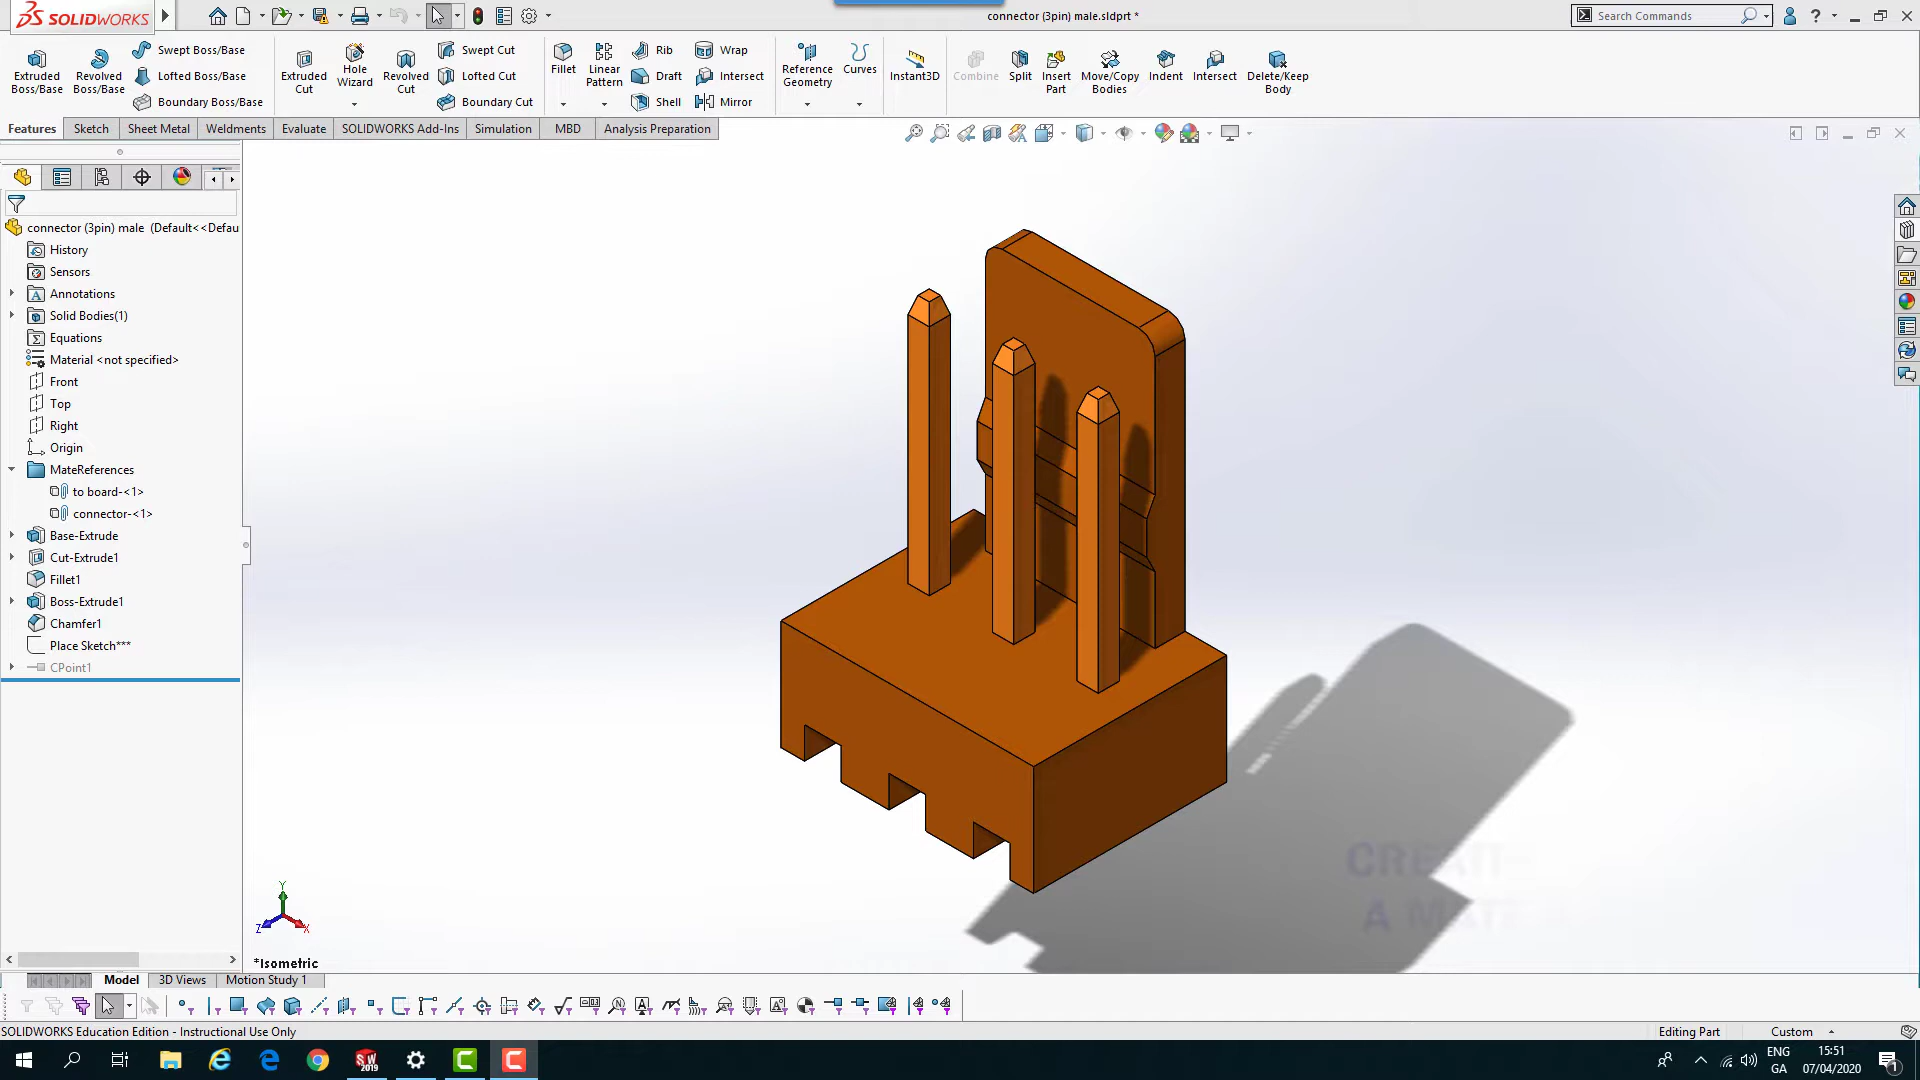 SOLIDWORKS
connector (3pin) male.sldprt *
Search Commands
Extruded Boss/Base
Revolved Boss/Base
Swept Boss/Base
Lofted Boss/Base
Boundary Boss/Base
Extruded Cut
Hole Wizard
Revolved Cut
Swept Cut
Lofted Cut
Boundary Cut
Fillet
Linear Pattern
Rib
Draft
Shell
Wrap
Intersect
Mirror
Reference Geometry
Curves
Instant3D
Combine
Split
Insert Part
Move/Copy Bodies
Indent
Intersect
Delete/Keep Body
Features
Sketch
Sheet Metal
Weldments
Evaluate
SOLIDWORKS Add-Ins
Simulation
MBD
Analysis Preparation
connector (3pin) male (Default<<Defau
History
Sensors
Annotations
Solid Bodies(1)
Equations
Material <not specified>
Front
Top
Right
Origin
MateReferences
to board-<1>
connector-<1>
Base-Extrude
Cut-Extrude1
Fillet1
Boss-Extrude1
Chamfer1
Place Sketch***
CPoint1
CREAT
A MAT
Y
Z
X
*Isometric
Model
3D Views
Motion Study 1
SOLIDWORKS Education Edition - Instructional Use Only
Editing Part
Custom
SW
2019
ENG
GA
15:51
07/04/2020
1